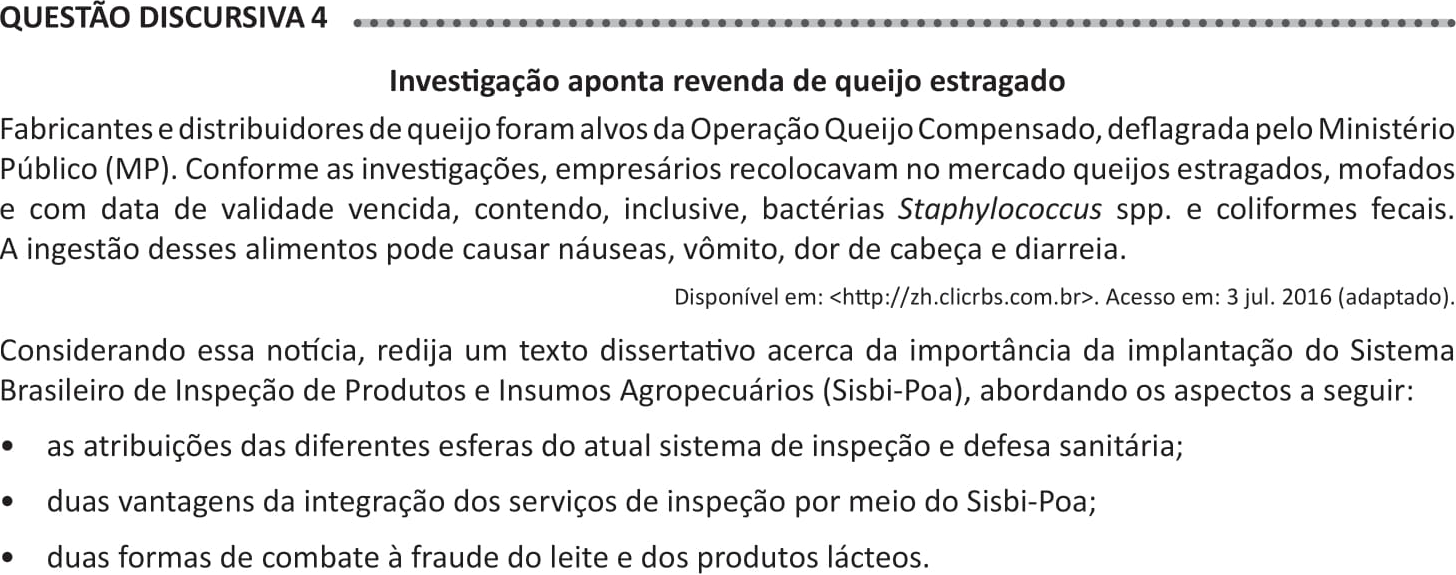 QUESTÃO DISCURSIVA 4
Investigação aponta revenda de queijo estragado
Fabricantes e distribuidores de queijo foram alvos da Operação Queijo Compensado, deflagrada pelo Ministério
Público (MP). Conforme as investigações, empresários recolocavam no mercado queijos estragados, mofados
e com data de validade vencida, contendo, inclusive, bactérias Staphylococcus spp. e coliformes fecais.
A ingestão desses alimentos pode causar náuseas, vômito, dor de cabeça e diarreia.
Disponível em: <http://zh.clicrbs.com.br>. Acesso em: 3 jul. 2016 (adaptado).
Considerando essa notícia, redija um texto dissertativo acerca da importância da implantação do Sistema
Brasileiro de Inspeção de Produtos e Insumos Agropecuários (Sisbi-Poa), abordando os aspectos a seguir:
• as atribuições das diferentes esferas do atual sistema de inspeção e defesa sanitária;
• duas vantagens da integração dos serviços de inspeção por meio do Sisbi-Poa;
• duas formas de combate à fraude do leite e dos produtos lácteos.